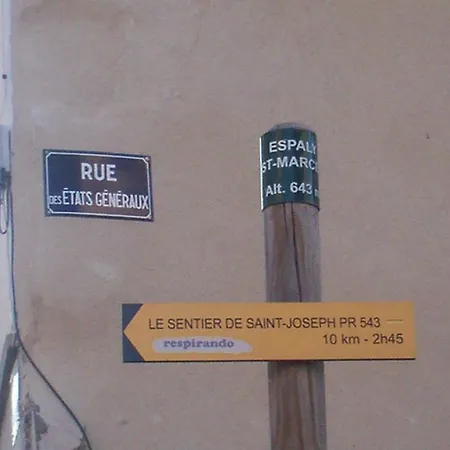 RUE
DES ÉTATS GÉNÉRAUX
ESPALY
ST-MARC
Alt. 643 m
LE SENTIER DE SAINT-JOSEPH PR 543
respirando
10 km - 2h45